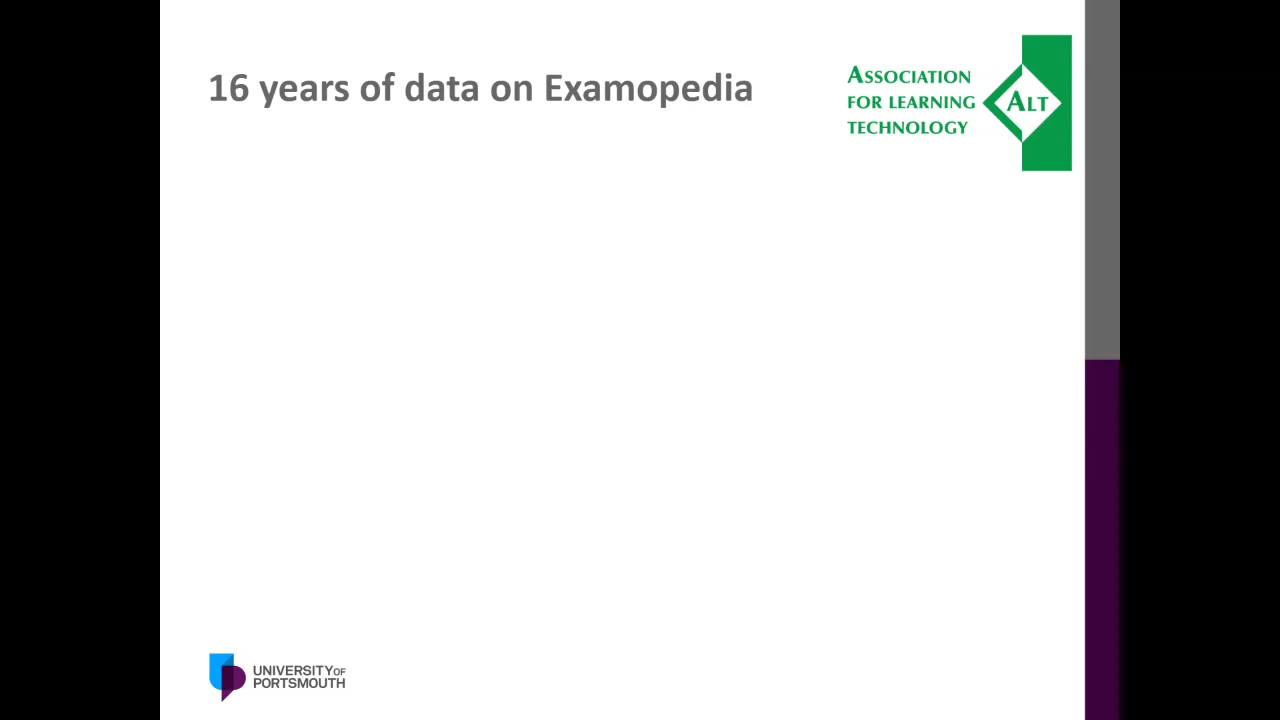 16 years of data on Examopedia
ASSOCIATION
FOR LEARNING
TECHNOLOGY
ALT
UNIVERSITY OF
PORTSMOUTH